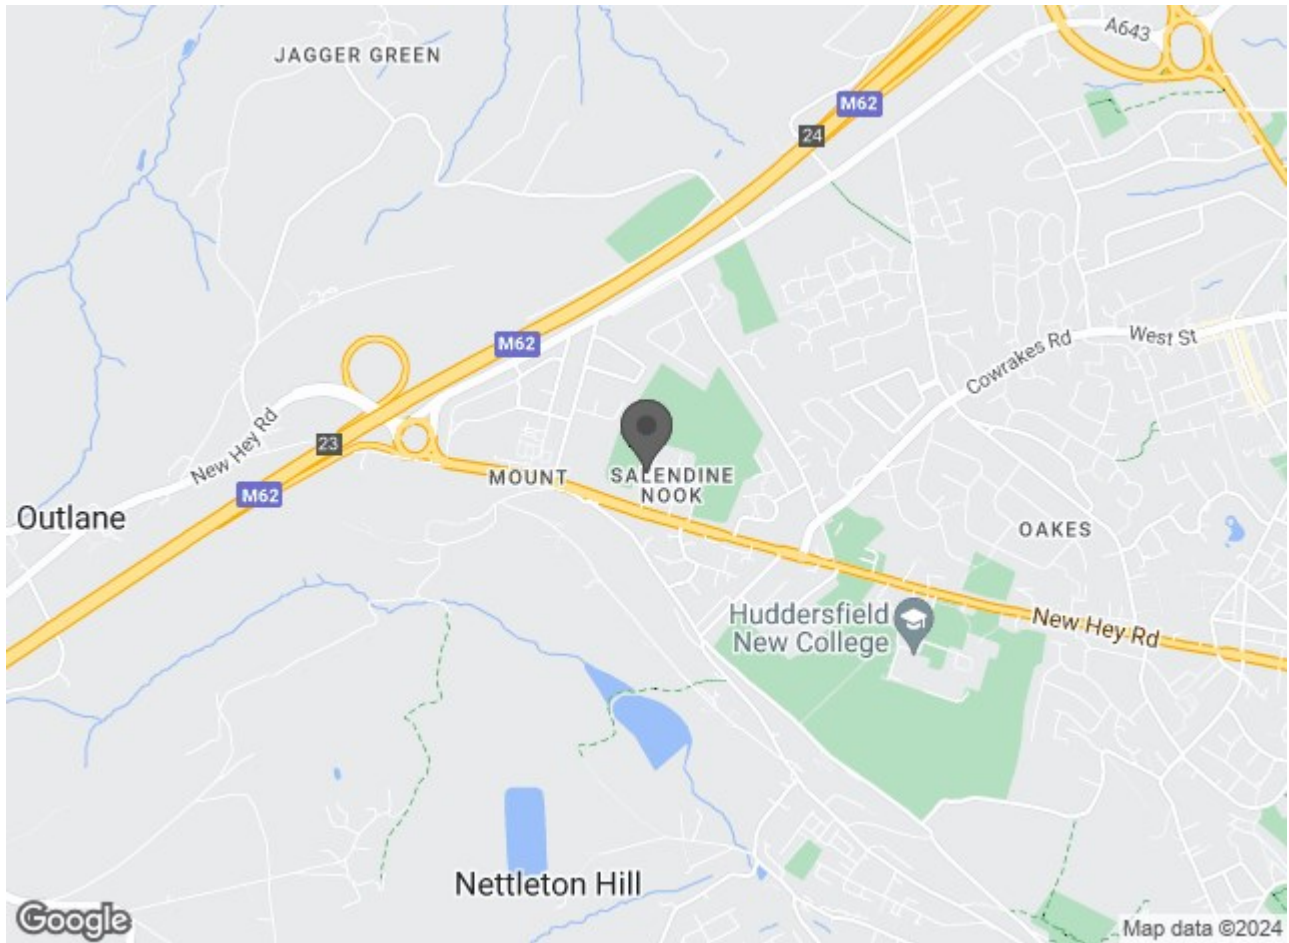 A643
JAGGER GREEN
M62
24
West St
Cowrakes Rd
M62
New Hey Rd
23
MOUNT
SALENDINE
NOOK
M62
Outlane
OAKES
Huddersfield
New College
New Hey Rd
Nettleton Hill
Google
Map data ©2024